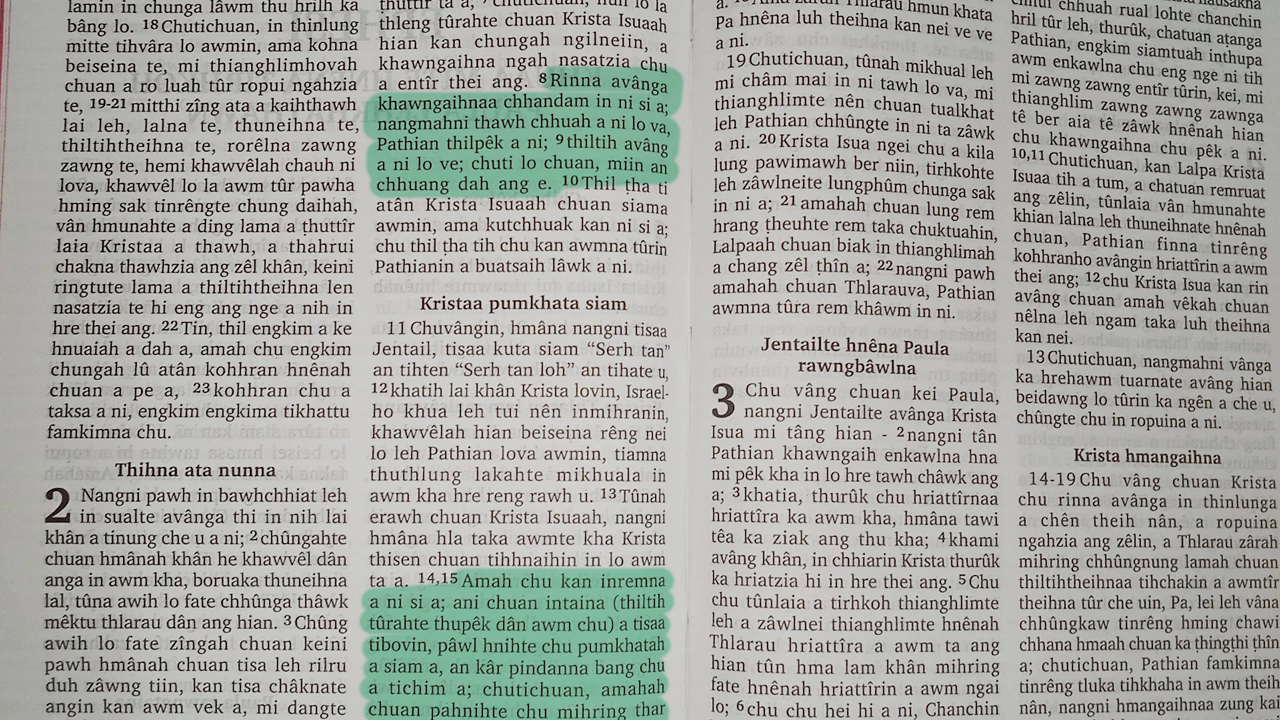 lamin in chunga lâwm thu hrilh ka
bâng lo. 18 Chutichuan, in thinlung
mitte tihvâra lo awmin, ama kohna
beiseina te, mi thianghlimhovah
chuan a ro luah tûr ropui ngahzia
te, 19-21 mitthi zîng ata a kaihthawh
lai leh, lalna te, thuneihna te,
thiltihtheihna te, rorêlna zawng
zawng te, hemi khawvêlah chauh ni
lova, khawvêl lo la awm tûr pawha
hming sak tinrêngte chung daihah,
vân hmunahte a ding lama a ṭhuttîr
laia Kristaa a thawh, a thahrui
chakna thawhzia ang zêl khân, keini
ringtute lama a thiltihtheihna len
nasatzia te hi eng ang nge a nih in
hre thei ang. 22 Tin, thil engkim a ke
hnuaiah a dah a, amah chu engkim
chungah lû atân kohhran hnênah
chuan a pe a, 23 kohhran chu a
taksa a ni, engkim engkima tikhattu
famkimna chu.
Thihna ata nunna
2 Nangni pawh in bawhchhiat leh
in sualte avânga thi in nih lai
khân a tinung che u a ni; 2 chûngahte
chuan hmânah khân he khawvêl dân
anga in awm kha, boruaka thuneihna
lal, tûna awih lo fate chhûnga thâwk
mêktu thlarau dân ang hian. 3 Chûng
awih lo fate zîngah chuan keini
pawh hmânah chuan tisa leh rilru
duh zâwng tiin, kan tisa châknate
angin kan awm vek a, mi dangte
thleng tûrahte chuan Krista Isuaah
hian kan chungah ngilneiin, a
khawngaihna ngah nasatzia chu
a entîr thei ang. 8 Rinna avânga
khawngaihnaa chhandam in ni si a;
nangmahni thawh chhuah a ni lo va,
Pathian thilpêk a ni; 9 thiltih avâng
a ni lo ve; chuti lo chuan, miin an
chhuang dah ang e. 10 Thil tha ti
atân Krista Isuaah chuan siama
awmin, ama kutchhuak kan ni si a;
chu thil ṭha tih chu kan awmna tûrin
Pathianin a buatsaih lâwk a ni.
Kristaa pumkhata siam
11 Chuvângin, hmâna nangni tisaa
Jentail, tisaa kuta siam “Serh tan”
an tihten “Serh tan loh” an tihate u,
12 khatih lai khân Krista lovin, Israel-
ho khua leh tui nên inmihranin,
khawvêlah hian beiseina rêng nei
lo leh Pathian lova awmin, tiamna
thuthlung lakahte mikhuala in
awm kha hre reng rawh u. 13 Tûnah
erawh chuan Krista Isuaah, nangni
hmâna hla taka awmte kha Krista
thisen chuan tihhnaihin in lo awm
ta a. 14,15 Amah chu kan inremna
a ni si a; ani chuan intaina (thiltih
tûrahte thupêk dân awm chu) a tisaa
tibovin, pâwl hnihte chu pumkhatah
a siam a, an kâr pindanna bang chu
a tichim a; chutichuan, amahah
chuan pahnihte chu mihring thar
Pa hnêna luh theihna kan nei ve ve
a ni.
19 Chutichuan, tûnah mikhual leh
mi châm mai in ni tawh lo va, mi
thianghlimte nên chuan tualkhat
leh Pathian chhûngte in ni ta zâwk
a ni. 20 Krista Isua ngei chu a kila
lung pawimawh ber niin, tirhkohte
leh zâwlneite lungphûm chunga sak
in ni a; 21 amahah chuan lung rem
hrang theuhte rem taka chuktuahin,
Lalpaah chuan biak in thianghlimah
a chang zêl ṭhîn a; 22 nangni pawh
amahah chuan Thlarauva, Pathian
awmna tûra rem khâwm in ni.
Jentailte hnêna Paula
rawngbâwlna
3 Chu vâng chuan kei Paula,
nangni Jentailte avânga Krista
Isua mi tâng hian - 2 nangni tân
Pathian khawngaih enkawlna hna
mi pêk kha in lo hre tawh châwk ang
a; 3 khatia, thurûk chu hriattîrnaa
hriattîra ka awm kha, hmâna tawi
têa ka ziak ang tha kha; 4 khami
avâng khân, in chhiarin Krista thurûk
ka hriatzia hi in hre thei ang. 5 Chu
chu tûnlaia a tirhkoh thianghlimte
leh a zâwlnei thianghlimte hnênah
Thlarauin hriattîra a awm ta ang
hian tûn hma lam khân mihring
fate hnênah hriattîrin a awm ngai
lo; 6 chu chu hei hi a ni, Chanchin
chhui chhuah rual lohte chanchin
hril tûr leh, thurûk, chatuan aṭanga
Pathian, engkim siamtuah inthupa
awm enkawlna chu eng nge ni tih
mi zawng zawng entîr tûrin, kei, mi
thianghlim zawng zawng zawnga
tê ber aia tê zâwk hnênah hian
chu khawngaihna chu pêk a ni.
10,11 Chutichuan, kan Lalpa Krista
Isuaa tih a tum, a chatuan remruat
ang zêlin, tûnlaia vân hmunahte
khian lalna leh thuneihnate hnênah
chuan, Pathian finna tinrêng
kohhranho avângin hriattîrin a awm
thei ang; 12 chu Krista Isua kan rin
avâng chuan amah vêkah chuan
nêlna leh ngam taka luh theihna
kan nei.
13 Chutichuan, nangmahni vânga
ka hrehawm tuarnate avâng hian
beidawng lo tûrin ka ngên a che u,
chûngte chu in ropuina a ni.
Krista hmangaihna
14-19 Chu vâng chuan Krista
chu rinna avânga in thinlunga
a chên theih nân, a ropuina
ngahzia ang zêlin, a Thlarau zârah
mihring chhûngnung lamah chuan
thiltihtheihnate tihchakin a awmtîr
theihna tûr che uin, Pa, lei leh vâna
chhûngkaw tinrêng hming chawi
chhana hmaah chuan ka ṭhingṭhi ṭhîn
a; chutichuan, Pathian famkimna
tinrêng tluka tihkhaha in awm theih
nân, nangni hmangaihnaa zung ka